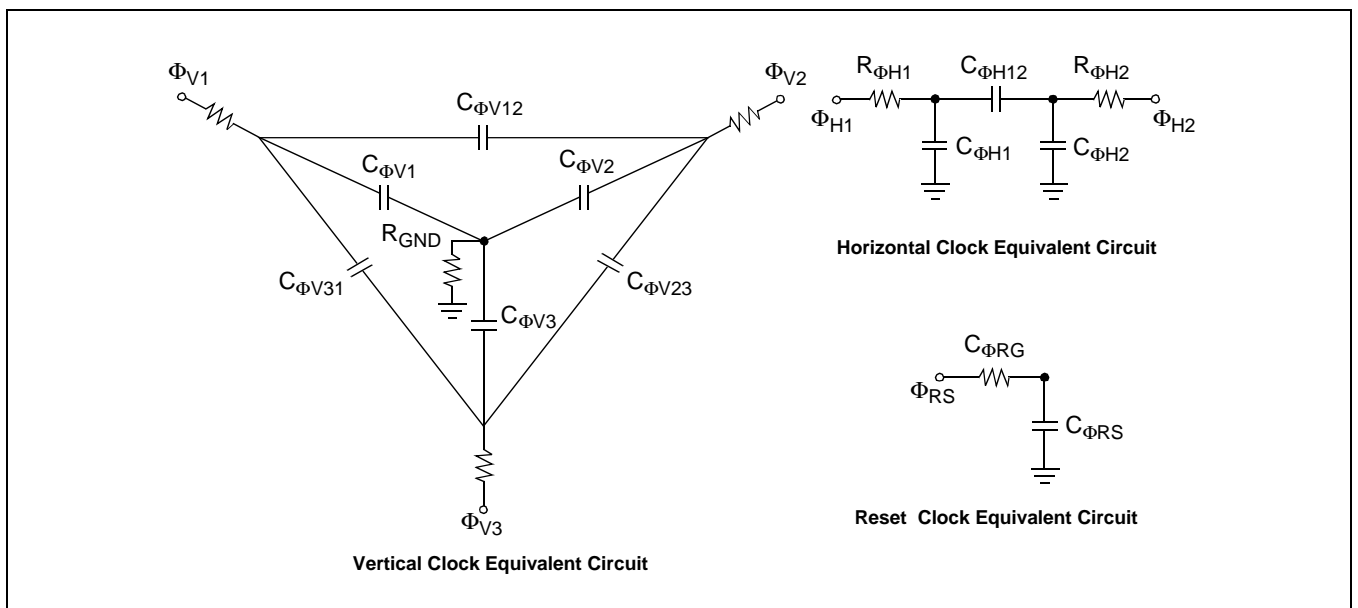 ΦV1
ΦV2
CΦV12
CΦV1
CΦV2
RGND
CΦV31
CΦV23
CΦV3
ΦV3
Vertical Clock Equivalent Circuit
RΦH1
CΦH12
RΦH2
ΦH1
ΦH2
CΦH1
CΦH2
Horizontal Clock Equivalent Circuit
CΦRG
ΦRS
CΦRS
Reset Clock Equivalent Circuit